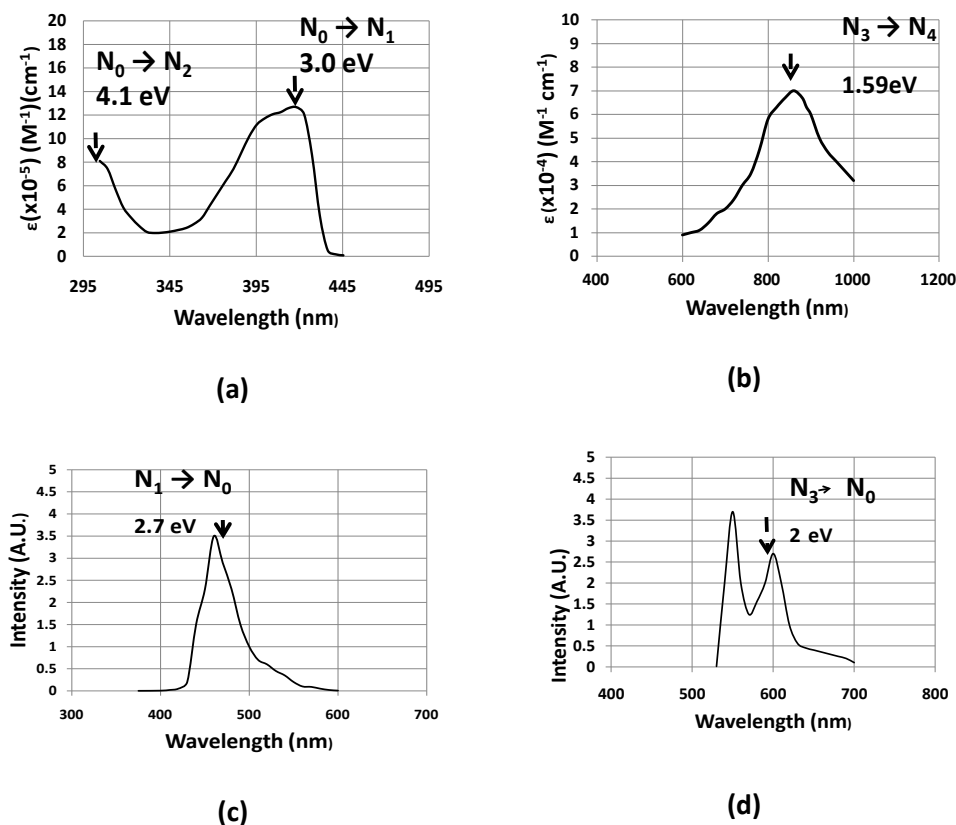 N0 → N1
3.0 eV
N0 → N2
4.1 eV
ε(x10-5) (M-1)(cm-1)
20
18
16
14
12
10
8
6
4
2
0
295 345 395 445 495
Wavelength (nm)
(a)
N3 → N4
1.59eV
ε (x10-4) (M-1 cm-1)
10
9
8
7
6
5
4
3
2
1
0
400 600 800 1000 1200
Wavelength (nm)
(b)
N1 → N0
2.7 eV
Intensity (A.U.)
5
4.5
4
3.5
3
2.5
2
1.5
1
0.5
0
300 400 500 600 700
Wavelength (nm)
(c)
N3→ N0
2 eV
Intensity (A.U.)
5
4.5
4
3.5
3
2.5
2
1.5
1
0.5
0
400 500 600 700 800
Wavelength (nm)
(d)